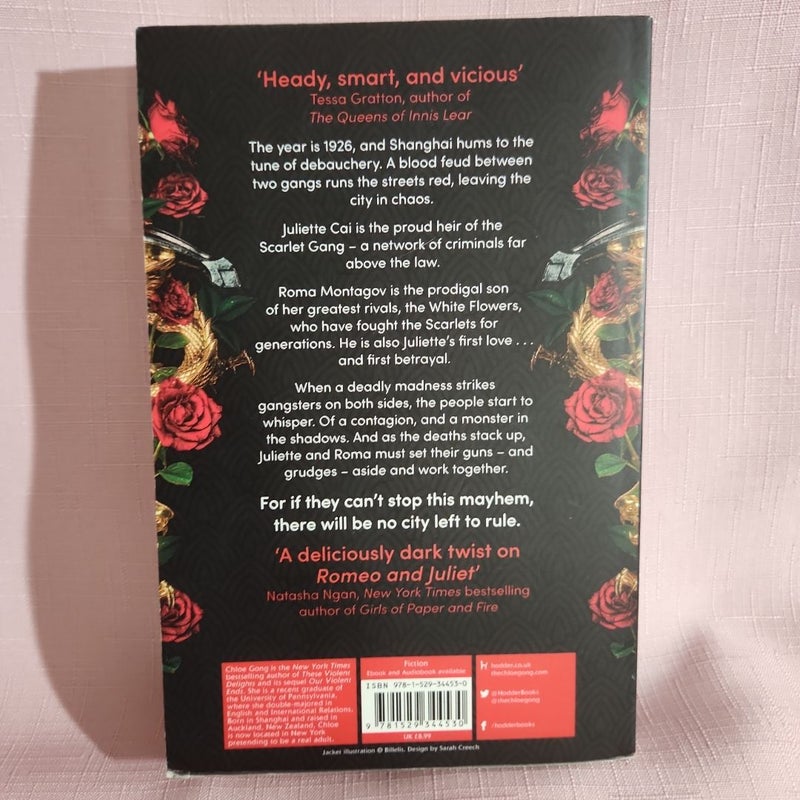 ‘Heady, smart, and vicious’
Tessa Gratton, author of
The Queens of Innis Lear
The year is 1926, and Shanghai hums to the
tune of debauchery. A blood feud between
two gangs runs the streets red, leaving the
city in chaos.
Juliette Cai is the proud heir of the
Scarlet Gang – a network of criminals far
above the law.
Roma Montagov is the prodigal son
of her greatest rivals, the White Flowers,
who have fought the Scarlets for
generations. He is also Juliette’s first love . . .
and first betrayal.
When a deadly madness strikes
gangsters on both sides, the people start to
whisper. Of a contagion, and a monster in
the shadows. And as the deaths stack up,
Juliette and Roma must set their guns – and
grudges – aside and work together.
For if they can’t stop this mayhem,
there will be no city left to rule.
‘A deliciously dark twist on
Romeo and Juliet’
Natasha Ngan, New York Times bestselling
author of Girls of Paper and Fire
Chloe Gong is the New York Times
bestselling author of These Violent
Delights and its sequel Our Violent
Ends. She is a recent graduate of
the University of Pennsylvania,
where she double-majored in
English and International Relations.
Born in Shanghai and raised in
Auckland, New Zealand, Chloe
is now located in New York
pretending to be a real adult.
Fiction
Ebook and Audiobook available
ISBN 978-1-529-34453-0
9 781529 344530
UK £8.99
hodder.co.uk
thechloegong.com
@HodderBooks
@thechloegong
/hodderbooks
Jacket illustration © Billelis. Design by Sarah Creech